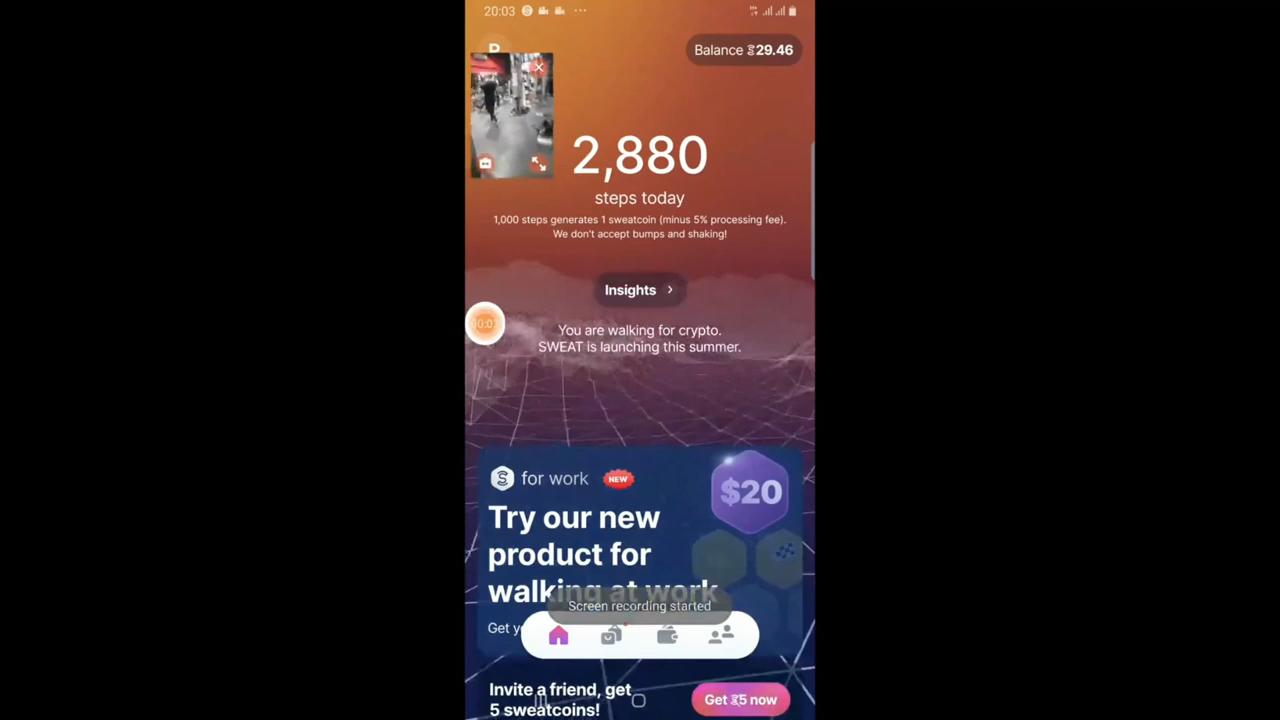 20:03
Balance 29.46
2,880
steps today
1,000 steps generates 1 sweatcoin (minus 5% processing fee).
We don't accept bumps and shaking!
Insights
You are walking for crypto.
SWEAT is launching this summer.
for work NEW
$20
Try our new
product for
walking at work
Screen recording started
Get
Invite a friend, get
5 sweatcoins!
Get 5 now